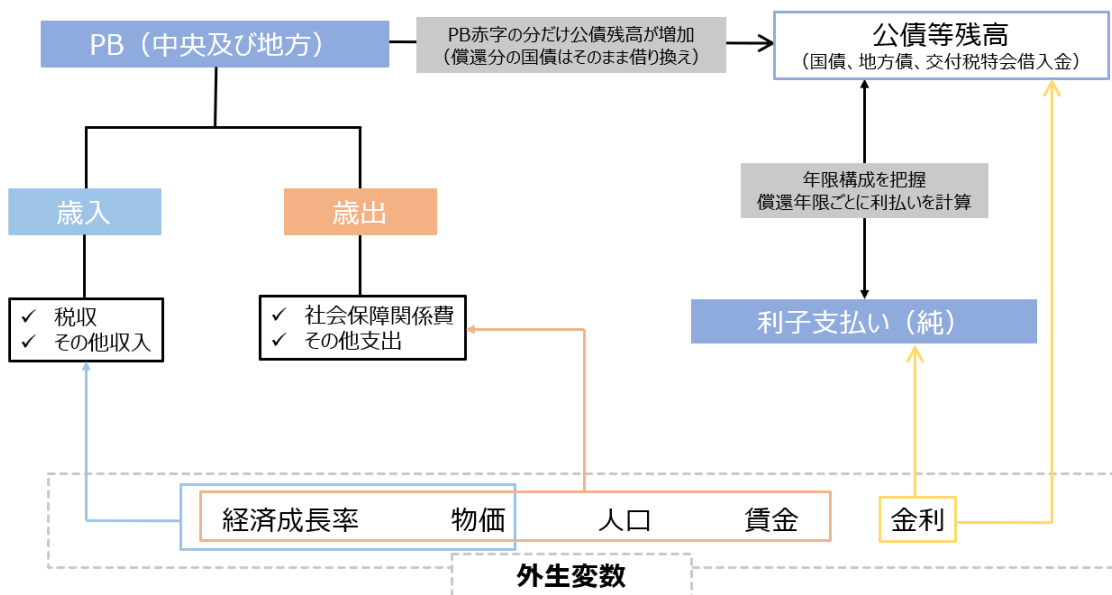 PB(中央及び地方)
PB赤字の分だけ公債残高が増加
(償還分の国債はそのまま借り換え)
公債等残高
(国債、地方債、交付税特会借入金)
年限構成を把握
償還年限ごとに利払いを計算
歳入
歳出
✓ 税収
✓ その他収入
✓ 社会保障関係費
✓ その他支出
利子支払い(純)
経済成長率 物価 人口 賃金 金利
外生変数